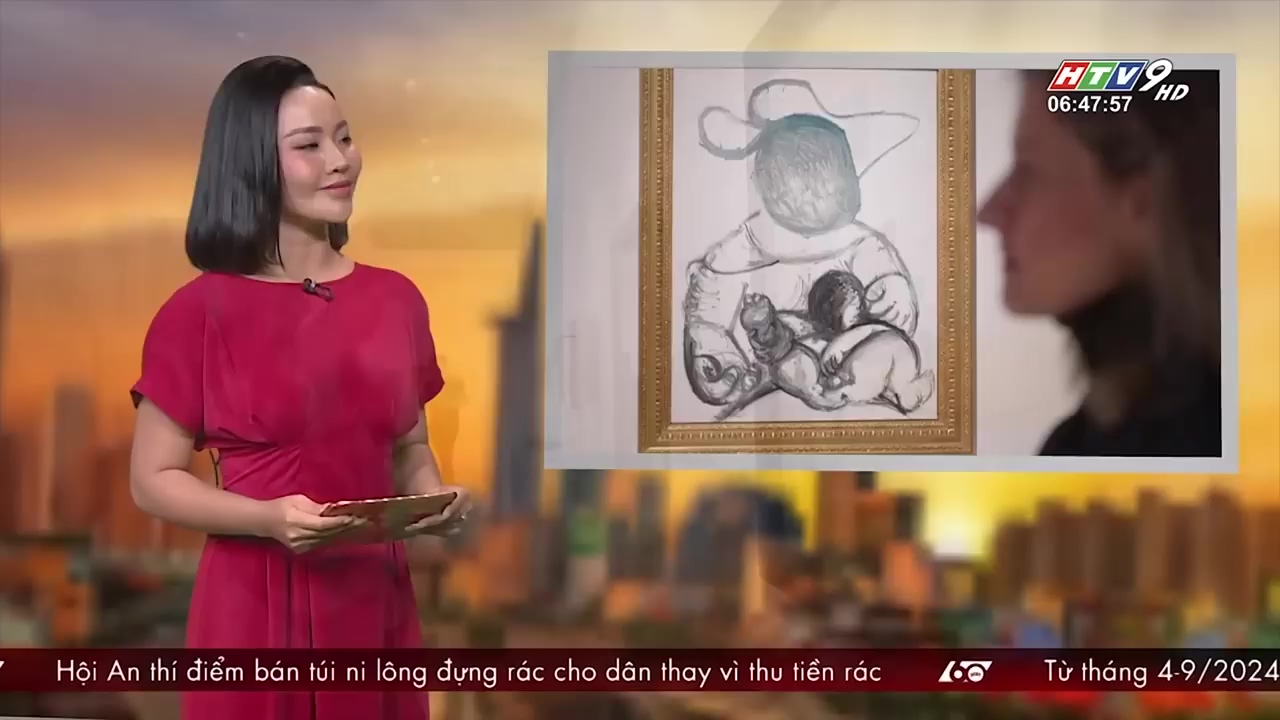 HTV9 HD
06:47:57
Hội An thí điểm bán túi ni lông đựng rác cho dân thay vì thu tiền rác
60
Từ tháng 4-9/2024